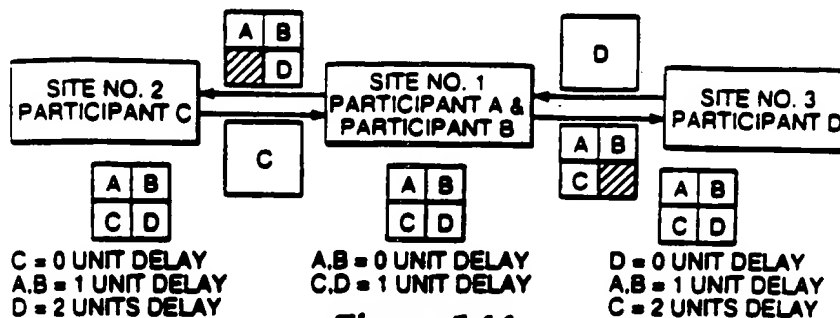 A B
D
D
SITE NO. 2
PARTICIPANT C
SITE NO. 1
PARTICIPANT A &
PARTICIPANT B
SITE NO. 3
PARTICIPANT D
C
A B
C
A B
C D
A B
C D
A B
C D
C = 0 UNIT DELAY
A,B = 1 UNIT DELAY
D = 2 UNITS DELAY
A,B = 0 UNIT DELAY
C,D = 1 UNIT DELAY
D = 0 UNIT DELAY
A,B = 1 UNIT DELAY
C = 2 UNITS DELAY